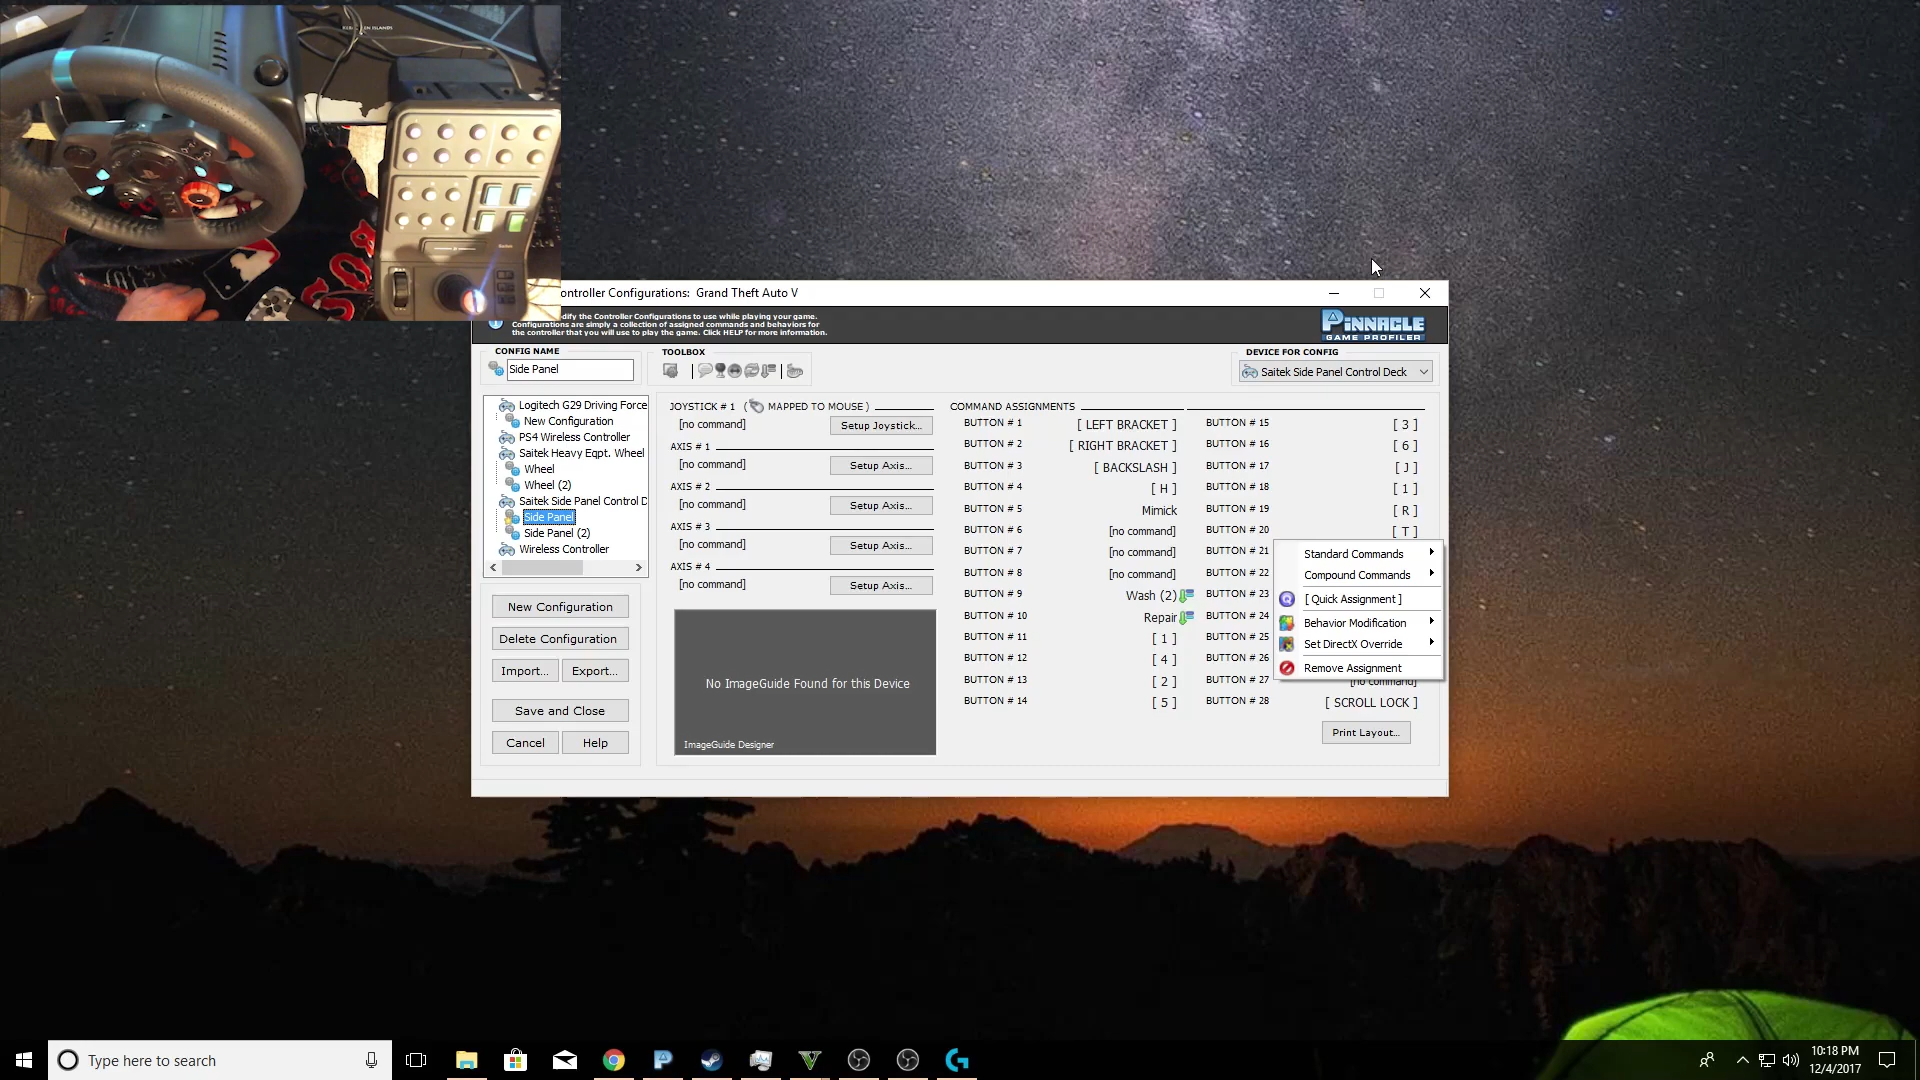 ontroller Configurations: Grand Theft Auto V
dify the Controller Configurations to use while playing your game.
Configurations are simply a collection of assigned commands and behaviors for
the controller that you will use to play the game. Click HELP for more information.
PINNACLE
GAME PROFILER
CONFIG NAME
Side Panel
TOOLBOX
DEVICE FOR CONFIG
Saitek Side Panel Control Deck
Logitech G29 Driving Force
New Configuration
PS4 Wireless Controller
Saitek Heavy Eqpt. Wheel
Wheel
Wheel (2)
Saitek Side Panel Control D
Side Panel
Side Panel (2)
Wireless Controller
New Configuration
Delete Configuration
Import...
Export...
Save and Close
Cancel
Help
JOYSTICK # 1 ( MAPPED TO MOUSE )
[no command]
Setup Joystick...
AXIS # 1
[no command]
Setup Axis...
AXIS # 2
[no command]
Setup Axis...
AXIS # 3
[no command]
Setup Axis...
AXIS # 4
[no command]
Setup Axis...
No ImageGuide Found for this Device
ImageGuide Designer
COMMAND ASSIGNMENTS
BUTTON # 1 [ LEFT BRACKET ]
BUTTON # 2 [ RIGHT BRACKET ]
BUTTON # 3 [ BACKSLASH ]
BUTTON # 4 [ H ]
BUTTON # 5 Mimick
BUTTON # 6 [no command]
BUTTON # 7 [no command]
BUTTON # 8 [no command]
BUTTON # 9 Wash (2)
BUTTON # 10 Repair
BUTTON # 11 [ 1 ]
BUTTON # 12 [ 4 ]
BUTTON # 13 [ 2 ]
BUTTON # 14 [ 5 ]
BUTTON # 15 [ 3 ]
BUTTON # 16 [ 6 ]
BUTTON # 17 [ J ]
BUTTON # 18 [ 1 ]
BUTTON # 19 [ R ]
BUTTON # 20 [ T ]
BUTTON # 21
BUTTON # 22
BUTTON # 23
BUTTON # 24
BUTTON # 25
BUTTON # 26
BUTTON # 27 [no command]
BUTTON # 28 [ SCROLL LOCK ]
Standard Commands
Compound Commands
[ Quick Assignment ]
Behavior Modification
Set DirectX Override
Remove Assignment
Print Layout...
Type here to search
10:18 PM
12/4/2017